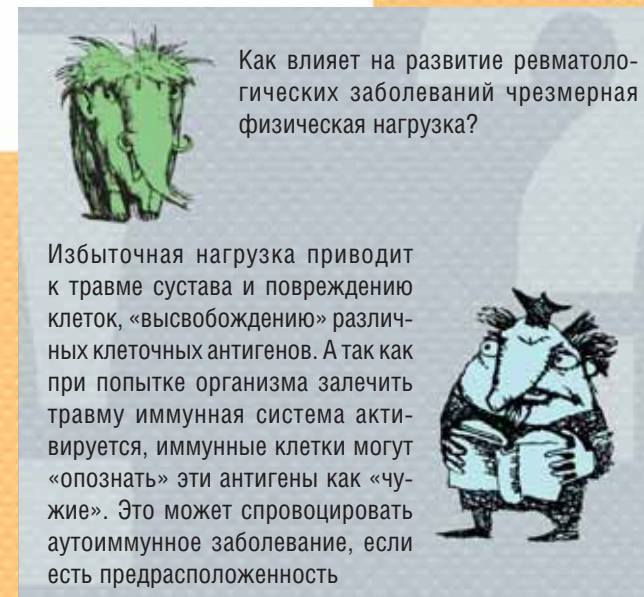 Как влияет на развитие ревматоло-
гических заболеваний чрезмерная
физическая нагрузка?
Избыточная нагрузка приводит
к травме сустава и повреждению
клеток, «высвобождению» различ-
ных клеточных антигенов. А так как
при попытке организма залечить
травму иммунная система акти-
вируется, иммунные клетки могут
«опознать» эти антигены как «чу-
жие». Это может спровоцировать
аутоиммунное заболевание, если
есть предрасположенность